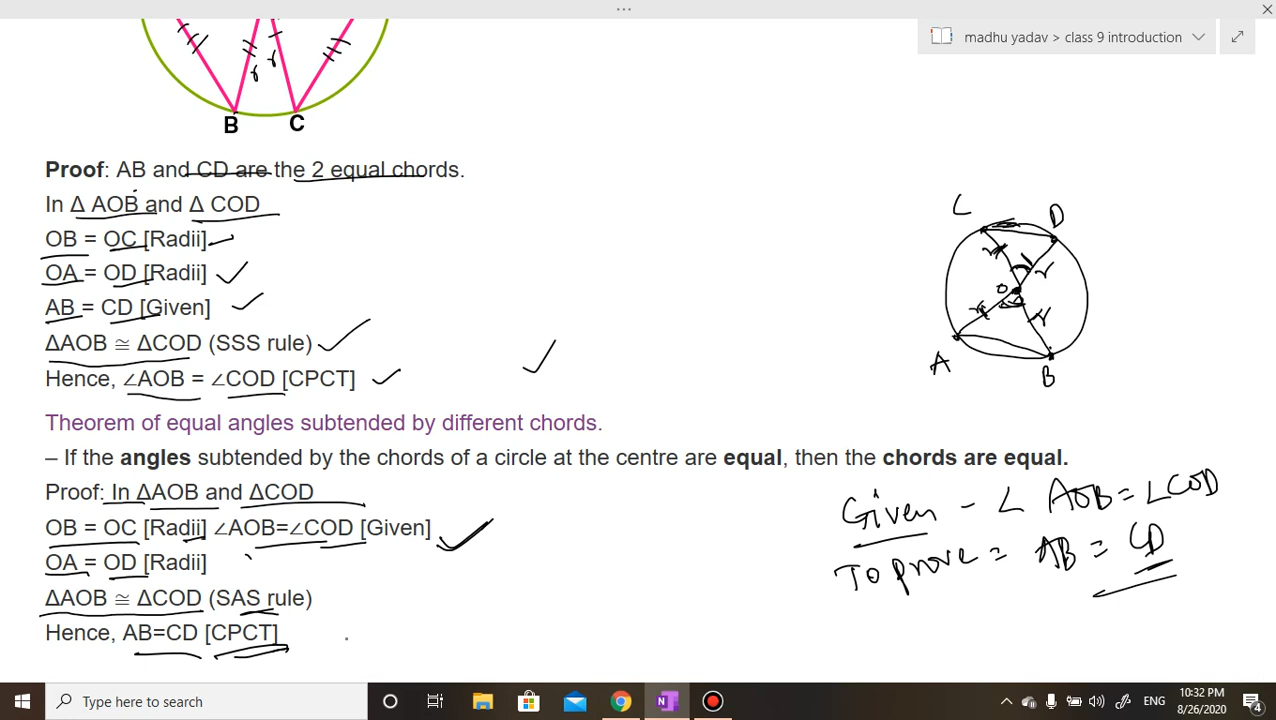 madhu yadav > class 9 introduction
r r
B C
Proof: AB and CD are the 2 equal chords.
In Δ AOB and Δ COD
OB = OC [Radii]
OA = OD [Radii]
AB = CD [Given]
ΔAOB ≅ ΔCOD (SSS rule)
Hence, ∠AOB = ∠COD [CPCT]
C D
r r
O
r r
A B
Theorem of equal angles subtended by different chords.
– If the angles subtended by the chords of a circle at the centre are equal, then the chords are equal.
Proof: In ΔAOB and ΔCOD
OB = OC [Radii] ∠AOB=∠COD [Given]
OA = OD [Radii]
ΔAOB ≅ ΔCOD (SAS rule)
Hence, AB=CD [CPCT]
Given - ∠ AOB = ∠COD
To prove = AB = CD
Type here to search
ENG
10:32 PM
8/26/2020
4